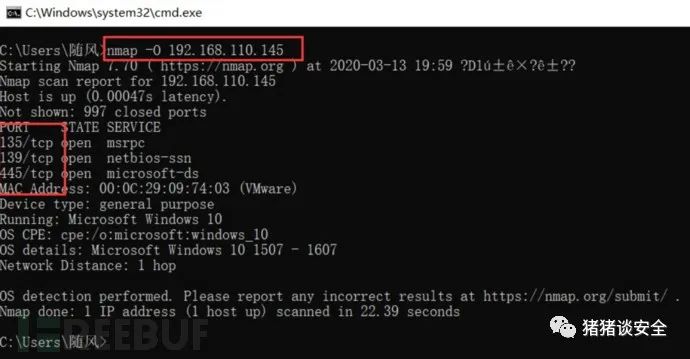 C:\Windows\system32\cmd.exe
C:\Users\随风>nmap -O 192.168.110.145
Starting Nmap 7.70 ( https://nmap.org ) at 2020-03-13 19:59 ?D1ú±ê×?ê±??
Nmap scan report for 192.168.110.145
Host is up (0.00047s latency).
Not shown: 997 closed ports
PORT    STATE SERVICE
135/tcp open  msrpc
139/tcp open  netbios-ssn
445/tcp open  microsoft-ds
MAC Address: 00:0C:29:09:74:03 (VMware)
Device type: general purpose
Running: Microsoft Windows 10
OS CPE: cpe:/o:microsoft:windows_10
OS details: Microsoft Windows 10 1507 - 1607
Network Distance: 1 hop
OS detection performed. Please report any incorrect results at https://nmap.org/submit/ .
Nmap done: 1 IP address (1 host up) scanned in 22.39 seconds
C:\Users\随风>
REEBUF
猪猪谈安全